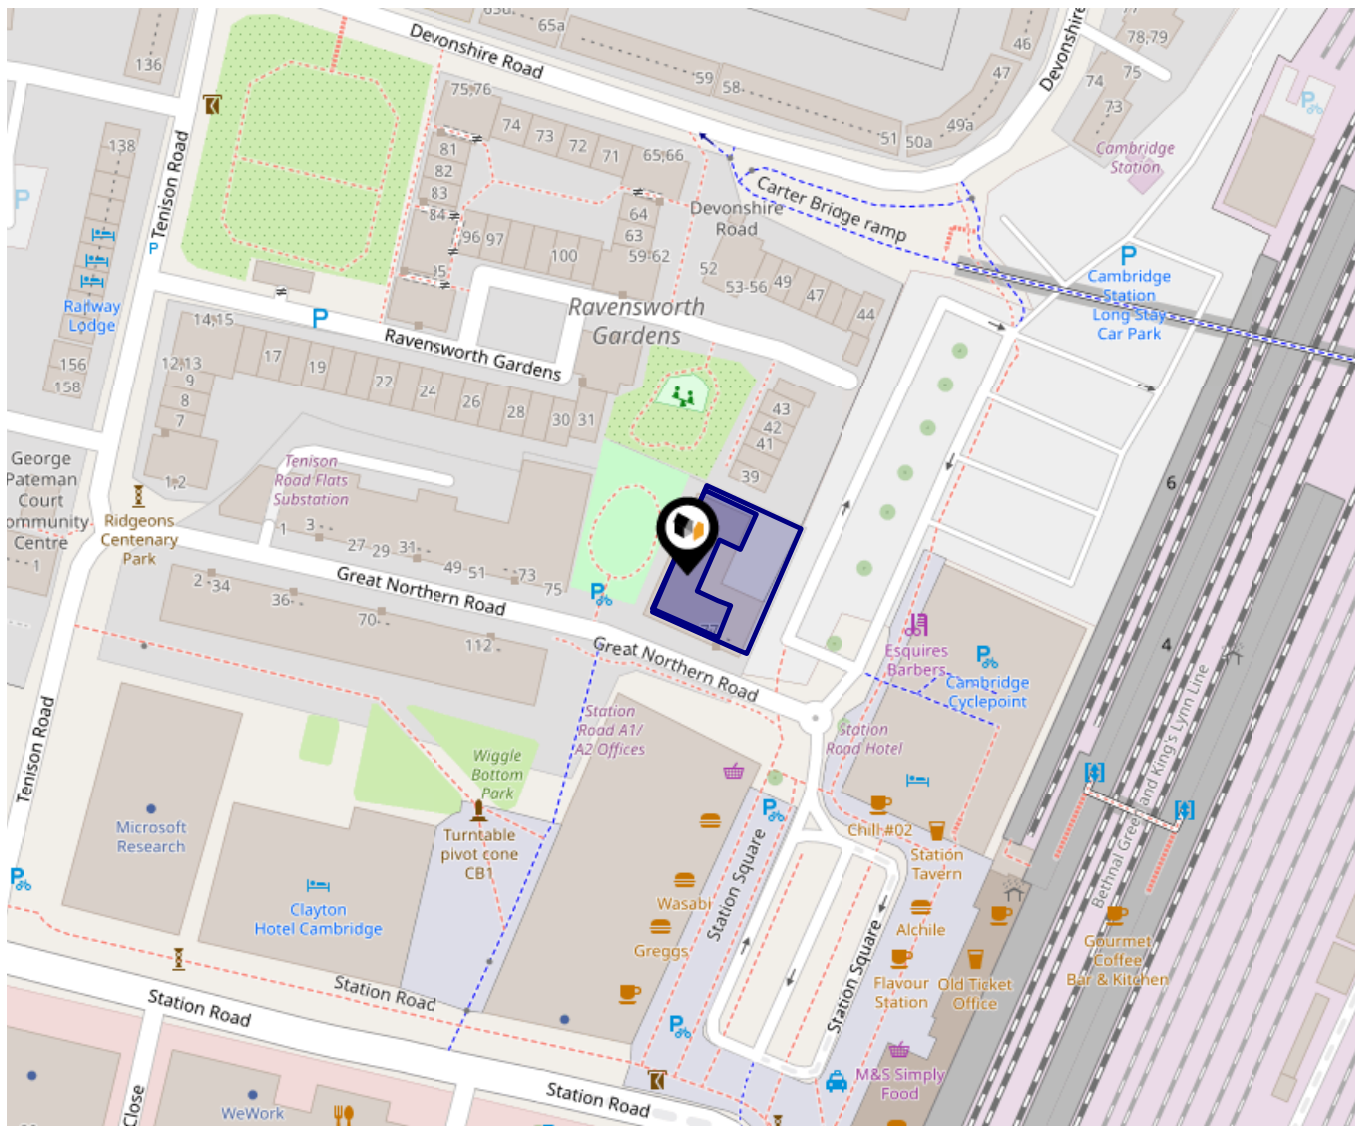 65a
Devonshire Road
136
59
58
51
50a
49a
47
46
Devonshire
78,79
75
74
73
Cambridge
Station
75,76
74
73
72
71
65,66
81
82
83
84
96
97
100
64
63
59-62
138
Tenison Road
P
P
Railway
Lodge
156
158
Devonshire
Road
Carter Bridge ramp
52
53-56
49
47
44
P
Cambridge
Station
Long Stay
Car Park
Ravensworth
Gardens
P
Ravensworth Gardens
14,15
12,13
9
8
7
1,2
17
19
22
24
26
28
30
31
43
42
41
39
George
Pateman
Court
Community
Centre
1
Ridgeons
Centenary
Park
Tenison
Road Flats
Substation
1
3
27
29
31
49
51
73
75
Great Northern Road
2
34
36
70
112
P
77
Great Northern Road
6
4
Esquires
Barbers
P
Cambridge
Cyclepoint
Station
Road Hotel
Station
Road A1/
A2 Offices
Wiggle
Bottom
Park
Tenison Road
Microsoft
Research
Turntable
pivot cone
CB1
P
Clayton
Hotel Cambridge
P
Chill #02
Station
Tavern
Wasabi
Greggs
Station Square
Station Square
Alchile
Flavour
Station
Old Ticket
Office
Gourmet
Coffee
Bar & Kitchen
Bethnal Green and King's Lynn Line
Station Road
Station Road
P
M&S Simply
Food
Station Road
WeWork
Close